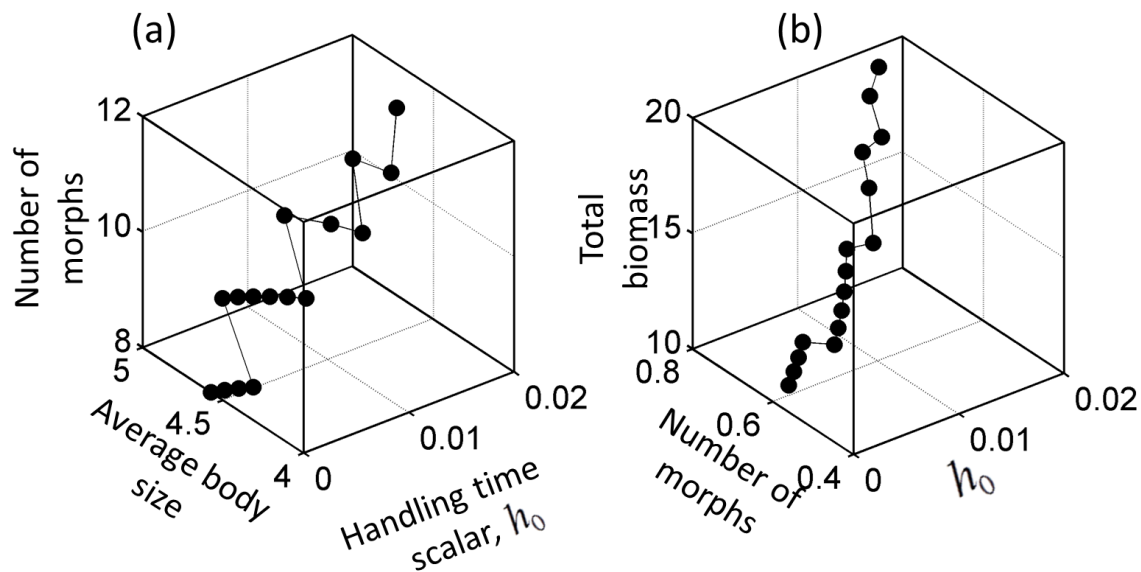 (a)
Number of
morphs
12
10
8
5
4.5
4
Average body
size
0
0.01
0.02
Handling time
scalar, h₀
(b)
Total
biomass
20
15
10
0.8
0.6
0.4
Number of
morphs
0
0.01
0.02
h₀